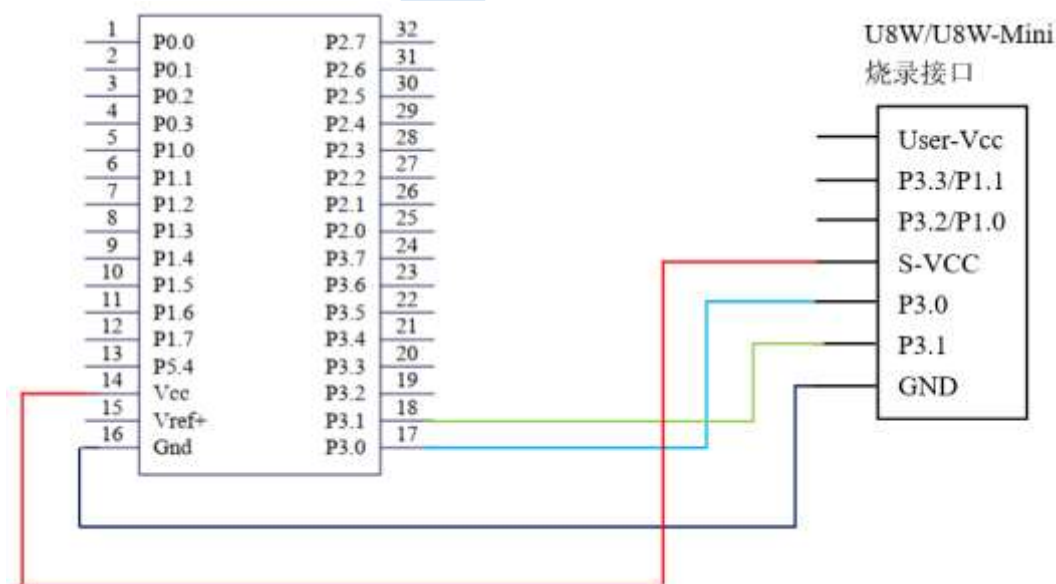 1 P0.0 P2.7 32
2 P0.1 P2.6 31
3 P0.2 P2.5 30
4 P0.3 P2.4 29
5 P1.0 P2.3 28
6 P1.1 P2.2 27
7 P1.2 P2.1 26
8 P1.3 P2.0 25
9 P1.4 P3.7 24
10 P1.5 P3.6 23
11 P1.6 P3.5 22
12 P1.7 P3.4 21
13 P5.4 P3.3 20
14 Vcc P3.2 19
15 Vref+ P3.1 18
16 Gnd P3.0 17
U8W/U8W-Mini
烧录接口
User-Vcc
P3.3/P1.1
P3.2/P1.0
S-VCC
P3.0
P3.1
GND